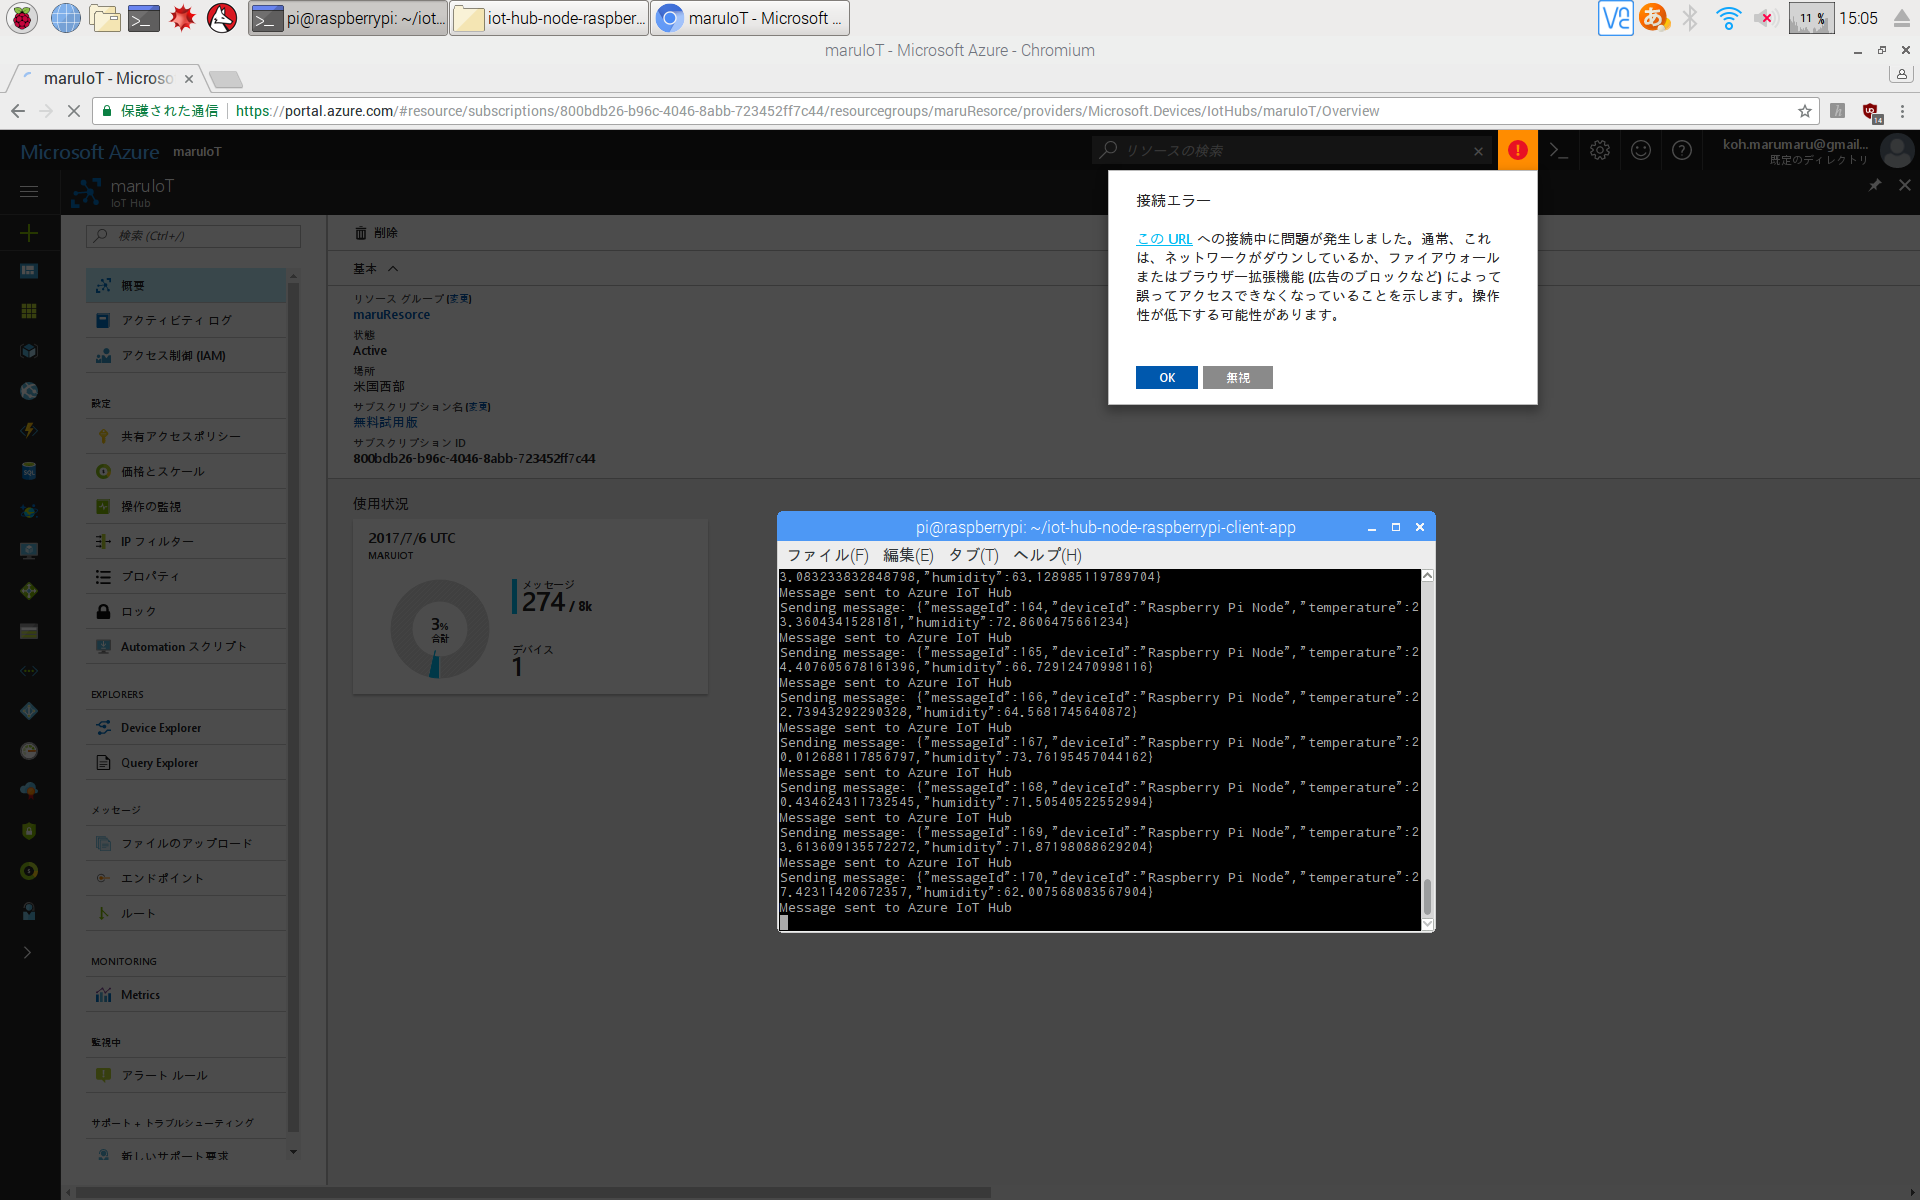 pi@raspberrypi: ~/iot...
iot-hub-node-raspber...
maruIoT - Microsoft ...
11 %
15:05
maruIoT - Microsoft Azure - Chromium
maruIoT - Microso
保護された通信
https://portal.azure.com/#resource/subscriptions/800bdb26-b96c-4046-8abb-723452ff7c44/resourcegroups/maruResorce/providers/Microsoft.Devices/IotHubs/maruIoT/Overview
14
Microsoft Azure maruIoT
リソースの検索
koh.marumaru@gmail...
既定のディレクトリ
maruIoT
IoT Hub
検索 (Ctrl+/)
概要
アクティビティ ログ
アクセス制御 (IAM)
設定
共有アクセスポリシー
価格とスケール
操作の監視
IP フィルター
プロパティ
ロック
Automation スクリプト
EXPLORERS
Device Explorer
Query Explorer
メッセージ
ファイルのアップロード
エンドポイント
ルート
MONITORING
Metrics
監視中
アラート ルール
サポート + トラブルシューティング
新しいサポート要求
削除
基本
リソース グループ (変更)
maruResorce
状態
Active
場所
米国西部
サブスクリプション名 (変更)
無料試用版
サブスクリプション ID
800bdb26-b96c-4046-8abb-723452ff7c44
使用状況
2017/7/6 UTC
MARUIOT
3%
合計
メッセージ
274 / 8k
デバイス
1
接続エラー
この URL への接続中に問題が発生しました。通常、これ
は、ネットワークがダウンしているか、ファイアウォール
またはブラウザー拡張機能 (広告のブロックなど) によって
誤ってアクセスできなくなっていることを示します。操作
性が低下する可能性があります。
OK
無視
pi@raspberrypi: ~/iot-hub-node-raspberrypi-client-app
ファイル(F) 編集(E) タブ(T) ヘルプ(H)
3.083233832848798,"humidity":63.128985119789704}
Message sent to Azure IoT Hub
Sending message: {"messageId":164,"deviceId":"Raspberry Pi Node","temperature":2
3.3604341528181,"humidity":72.8606475661234}
Message sent to Azure IoT Hub
Sending message: {"messageId":165,"deviceId":"Raspberry Pi Node","temperature":2
4.407605678161396,"humidity":66.72912470998116}
Message sent to Azure IoT Hub
Sending message: {"messageId":166,"deviceId":"Raspberry Pi Node","temperature":2
2.73943292290328,"humidity":64.5681745640872}
Message sent to Azure IoT Hub
Sending message: {"messageId":167,"deviceId":"Raspberry Pi Node","temperature":2
0.012688117856797,"humidity":73.76195457044162}
Message sent to Azure IoT Hub
Sending message: {"messageId":168,"deviceId":"Raspberry Pi Node","temperature":2
0.434624311732545,"humidity":71.50540522552994}
Message sent to Azure IoT Hub
Sending message: {"messageId":169,"deviceId":"Raspberry Pi Node","temperature":2
3.613609135572272,"humidity":71.87198088629204}
Message sent to Azure IoT Hub
Sending message: {"messageId":170,"deviceId":"Raspberry Pi Node","temperature":2
7.42311420672357,"humidity":62.007568083567904}
Message sent to Azure IoT Hub